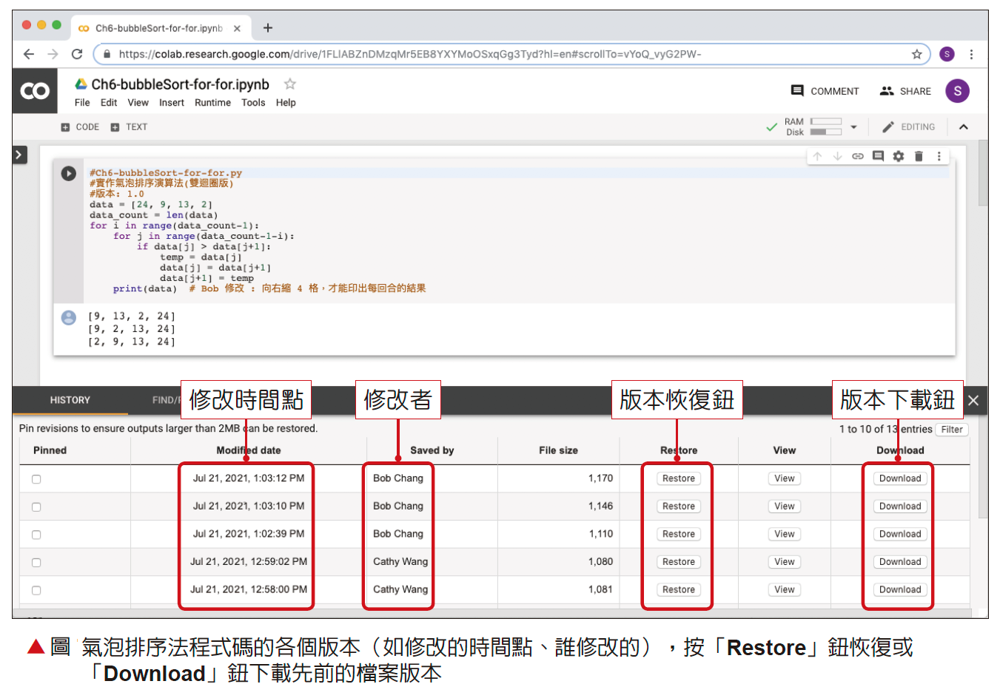 Ch6-bubbleSort-for-for.ipynb
https://colab.research.google.com/drive/1FLIABZnDMzqMr5EB8YXYMoOSxqGg3Tyd?hl=en#scrollTo=vYoQ_vyG2PW-
S
CO
Ch6-bubbleSort-for-for.ipynb
COMMENT SHARE S
File Edit View Insert Runtime Tools Help
CODE TEXT
RAM
Disk
EDITING
#Ch6-bubbleSort-for-for.py
#實作氣泡排序演算法(雙迴圈版)
#版本: 1.0
data = [24, 9, 13, 2]
data_count = len(data)
for i in range(data_count-1):
    for j in range(data_count-1-i):
        if data[j] > data[j+1]:
            temp = data[j]
            data[j] = data[j+1]
            data[j+1] = temp
    print(data)  # Bob 修改 : 向右縮 4 格，才能印出每回合的結果
[9, 13, 2, 24]
[9, 2, 13, 24]
[2, 9, 13, 24]
HISTORY FIND/ 修改時間點 修改者 版本恢復鈕 版本下載鈕
Pin revisions to ensure outputs larger than 2MB can be restored. 1 to 10 of 13 entries Filter
Pinned Modified date Saved by File size Restore View Download
Jul 21, 2021, 1:03:12 PM Bob Chang 1,170 Restore View Download
Jul 21, 2021, 1:03:10 PM Bob Chang 1,146 Restore View Download
Jul 21, 2021, 1:02:39 PM Bob Chang 1,110 Restore View Download
Jul 21, 2021, 12:59:02 PM Cathy Wang 1,080 Restore View Download
Jul 21, 2021, 12:58:00 PM Cathy Wang 1,081 Restore View Download
▲圖 氣泡排序法程式碼的各個版本（如修改的時間點、誰修改的），按「Restore」鈕恢復或
「Download」鈕下載先前的檔案版本